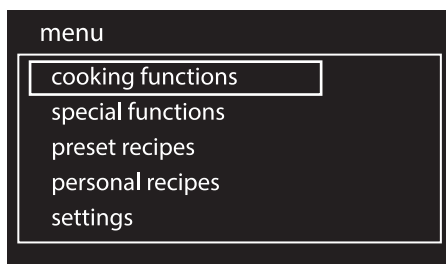 menu
cooking functions
special functions
preset recipes
personal recipes
settings